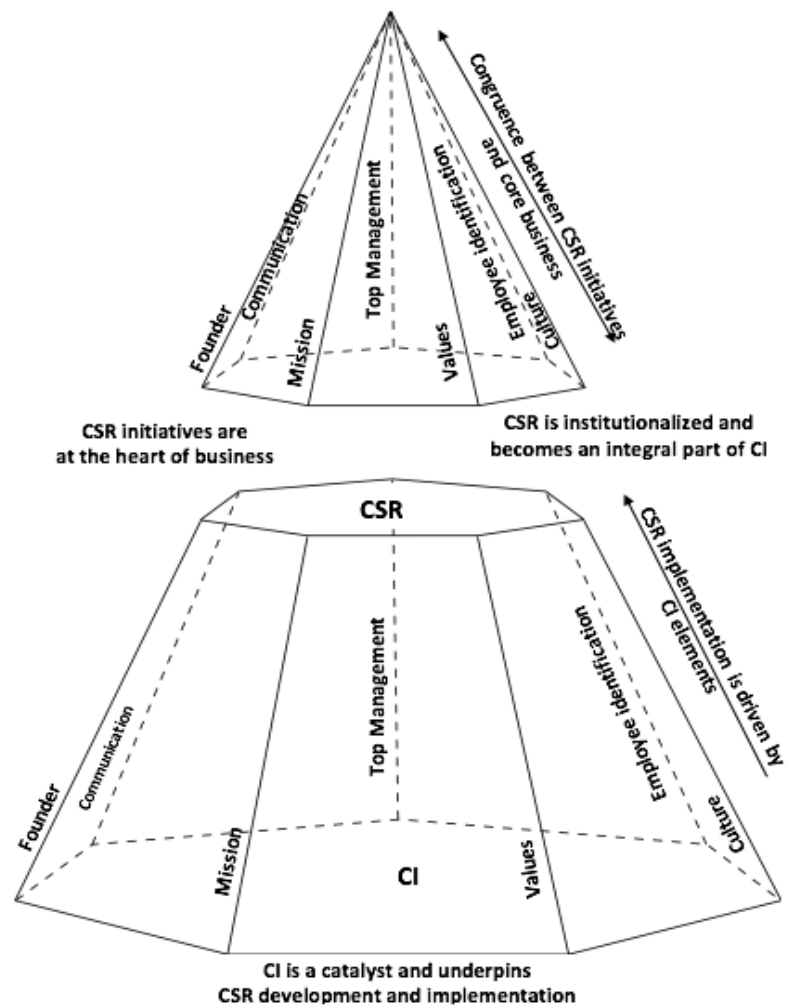 Congruence between CSR initiatives
and core business
Founder
Communication
Mission
Top Management
Values
Employee identification
Culture
CSR initiatives are
at the heart of business
CSR is institutionalized and
becomes an integral part of CI
CSR
CSR implementation is driven by
CI elements
Founder
Communication
Mission
Top Management
Values
Employee identification
Culture
CI
CI is a catalyst and underpins
CSR development and implementation